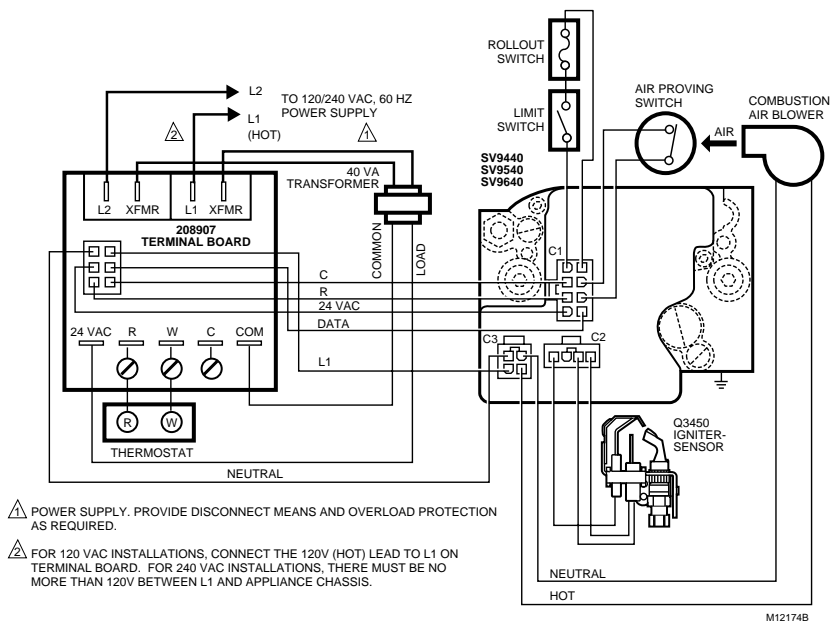 ROLLOUT
SWITCH
L2
TO 120/240 VAC, 60 HZ
POWER SUPPLY
L1
(HOT)
2
1
LIMIT
SWITCH
AIR PROVING
SWITCH
COMBUSTION
AIR BLOWER
AIR
SV9440
SV9540
SV9640
40 VA
TRANSFORMER
L2 XFMR L1 XFMR
208907
TERMINAL BOARD
COMMON
LOAD
C1
C
R
24 VAC
DATA
24 VAC R W C COM
C3
C2
L1
R
W
THERMOSTAT
Q3450
IGNITER-
SENSOR
NEUTRAL
1 POWER SUPPLY. PROVIDE DISCONNECT MEANS AND OVERLOAD PROTECTION
AS REQUIRED.
2 FOR 120 VAC INSTALLATIONS, CONNECT THE 120V (HOT) LEAD TO L1 ON
TERMINAL BOARD. FOR 240 VAC INSTALLATIONS, THERE MUST BE NO
MORE THAN 120V BETWEEN L1 AND APPLIANCE CHASSIS.
NEUTRAL
HOT
M12174B